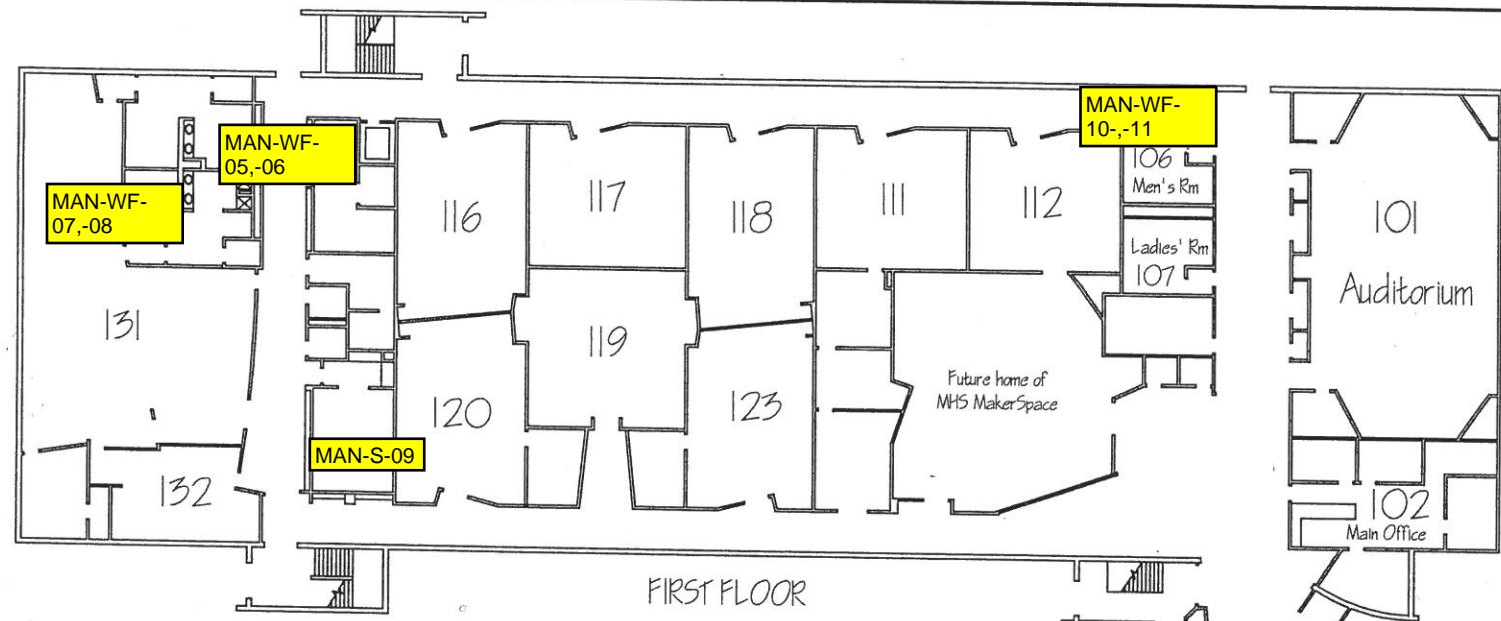 MAN-WF-
10-,-11
MAN-WF-
05,-06
MAN-WF-
07,-08
106
Men's Rm
116
117
118
111
112
101
Auditorium
Ladies' Rm
107
131
119
Future home of
MHS MakerSpace
120
123
MAN-S-09
132
102
Main Office
FIRST FLOOR